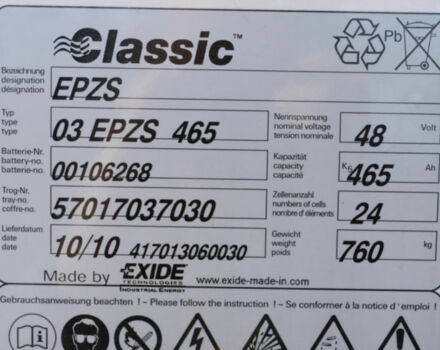 Classic™
Pb
Bezeichnung
designation
désignation
EPZS
Typ
type
type
03 EPZS 465
Nennspannung
nominal voltage
tension nominale
48
Volt
Batterie-Nr.
battery-no.
batterie-no.
00106268
Kapazität
capacity
capacité
K5
465
Ah
Trog-Nr.
tray-no.
coffre-no.
57017037030
Zellenanzahl
numbers of cells
nombre d'éléments
24
Lieferdatum
date
date
10/10 417013060030
Gewicht
weight
poids
760
kg
Made by EXIDE
TECHNOLOGIES
INDUSTRIAL ENERGY
www.exide-made-in.com
Gebrauchsanweisung beachten ! – Please follow the instruction ! – Se conformer à la notice d'emploi !